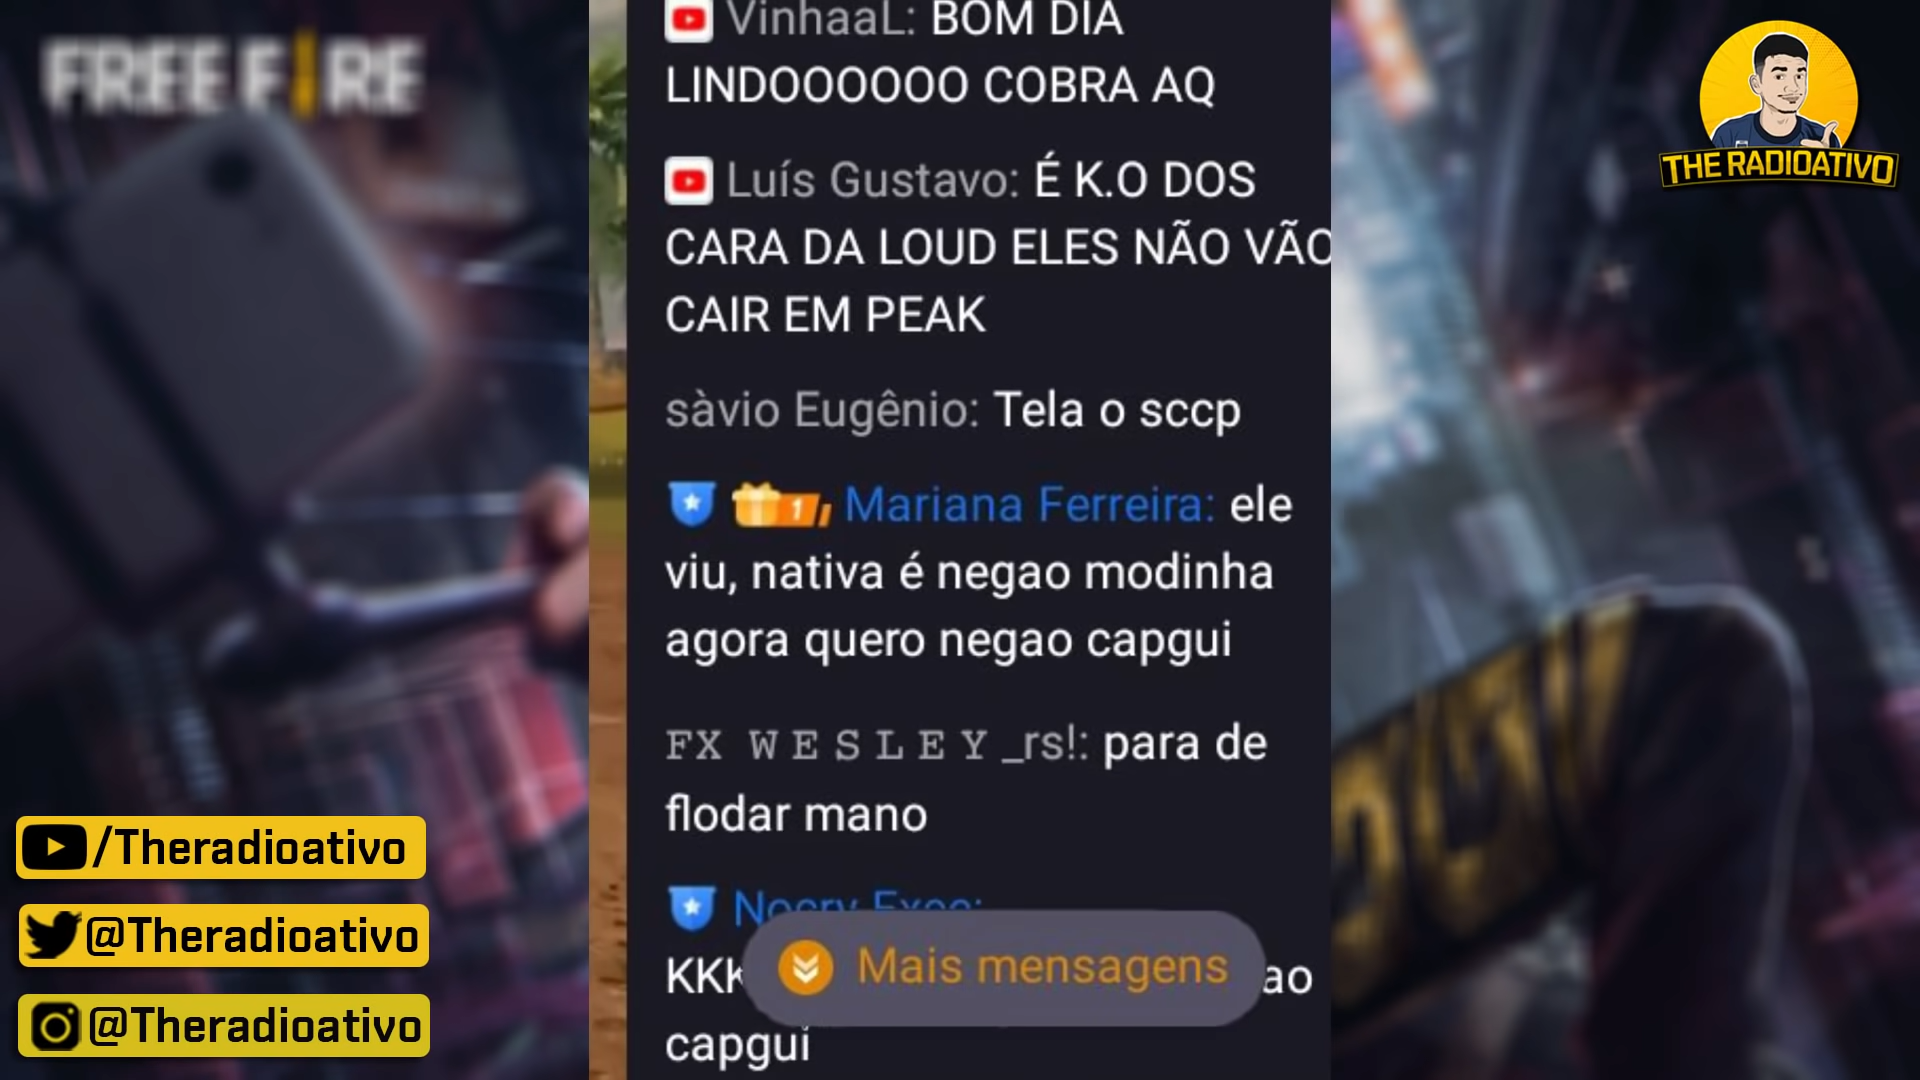 FREE FIRE
THE RADIOATIVO
VinhaaL: BOM DIA
LINDOOOOOO COBRA AQ
Luís Gustavo: É K.O DOS
CARA DA LOUD ELES NÃO VÃO
CAIR EM PEAK
sàvio Eugênio: Tela o sccp
1 Mariana Ferreira: ele
viu, nativa é negao modinha
agora quero negao capgui
FX WESLEY_rs!: para de
flodar mano
Mais mensagens
capgui
/Theradioativo
@Theradioativo
@Theradioativo